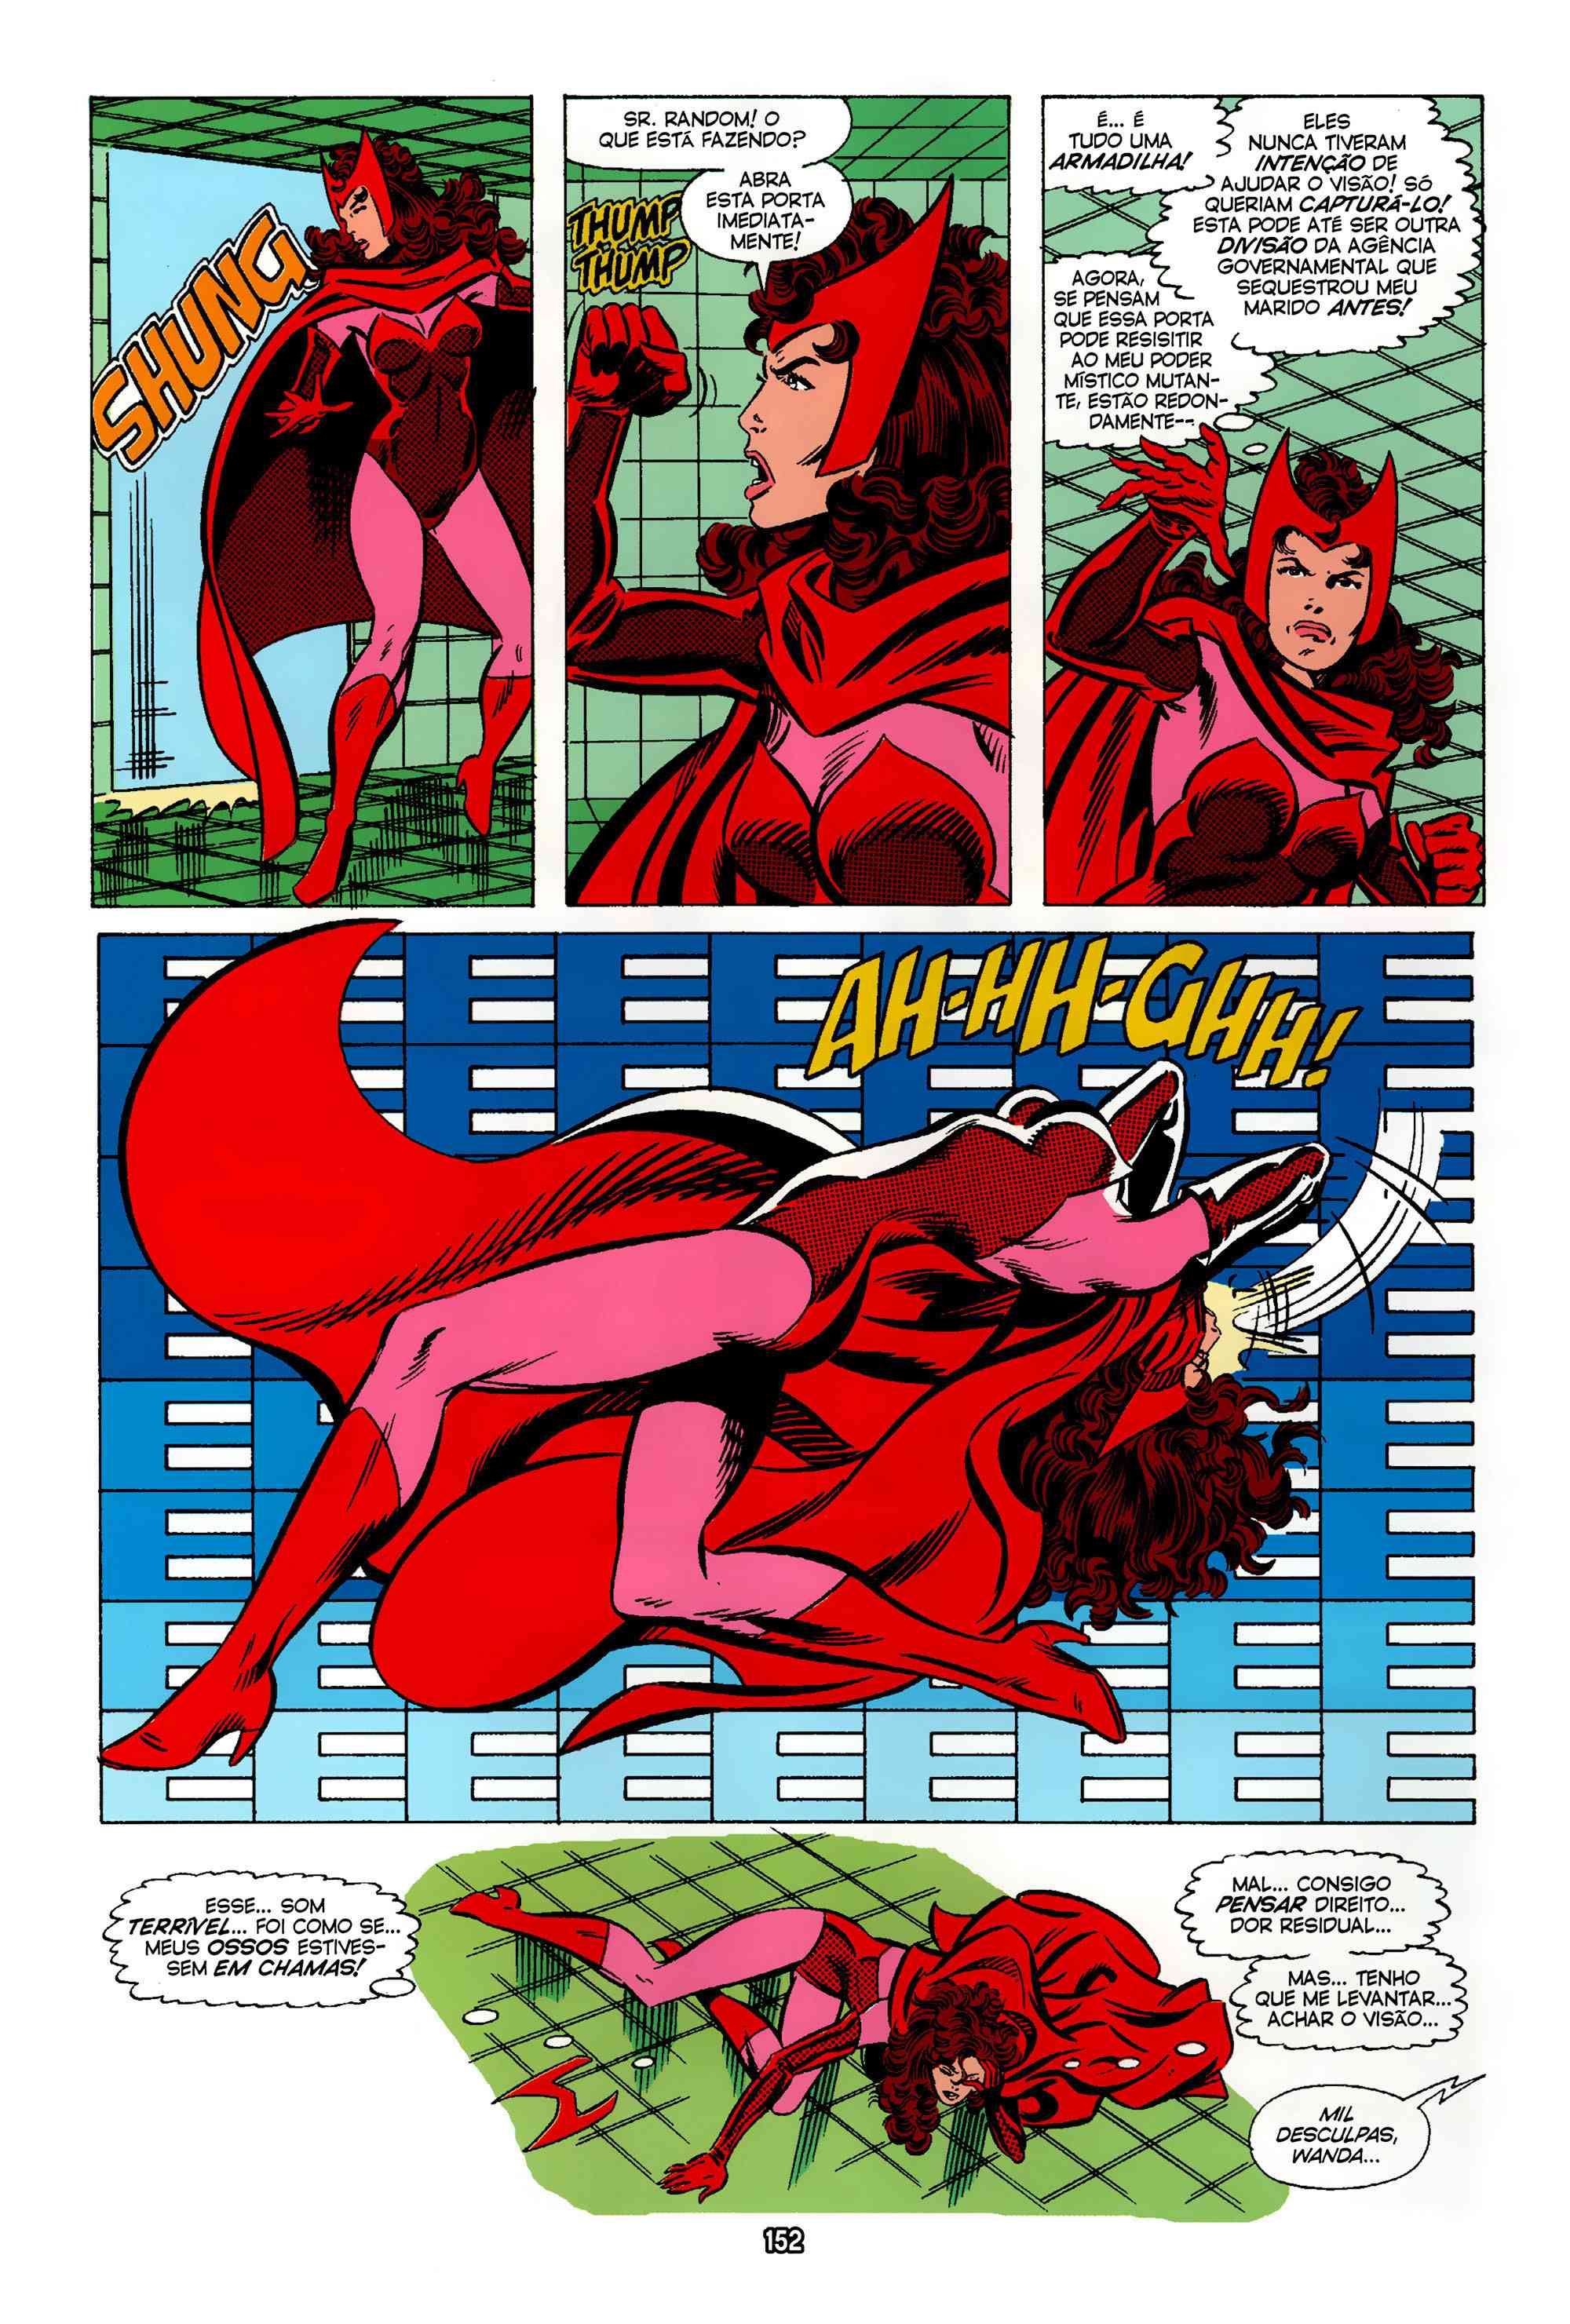 SHUNG
SR. RANDOM! O
QUE ESTÁ FAZENDO?
ABRA
ESTA PORTA
IMEDIATA-
MENTE!
THUMP
THUMP
É... É
TUDO UMA
ARMADILHA!
ELES
NUNCA TIVERAM
INTENÇÃO DE
AJUDAR O VISÃO! SÓ
QUERIAM CAPTURÁ-LO!
ESTA PODE ATÉ SER OUTRA
DIVISÃO DA AGÊNCIA
GOVERNAMENTAL QUE
SEQUESTROU MEU
MARIDO ANTES!
AGORA,
SE PENSAM
QUE ESSA PORTA
PODE RESISITIR
AO MEU PODER
MÍSTICO MUTAN-
TE, ESTÃO REDON-
DAMENTE--
AH-HH-GHH!
EEEEEEEEE
ESSE... SOM
TERRÍVEL... FOI COMO SE...
MEUS OSSOS ESTIVES-
SEM EM CHAMAS!
MAL... CONSIGO
PENSAR DIREITO...
DOR RESIDUAL...
MAS... TENHO
QUE ME LEVANTAR...
ACHAR O VISÃO...
MIL
DESCULPAS,
WANDA...
152